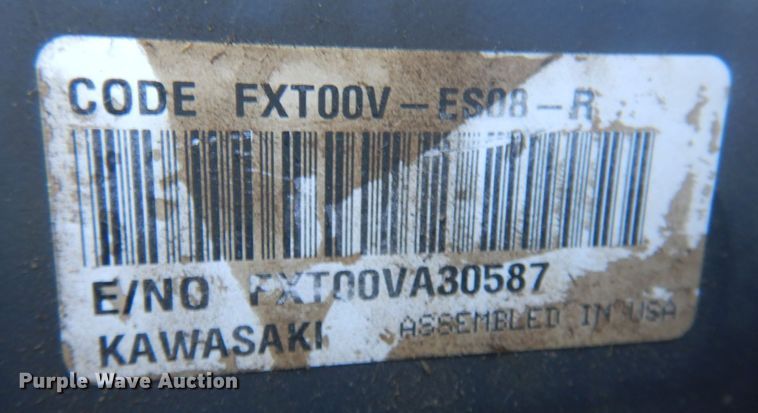 CODE FXT00V-ES08-R
E/NO FXT00VA30587
KAWASAKI ASSEMBLED IN USA
Purple Wave Auction